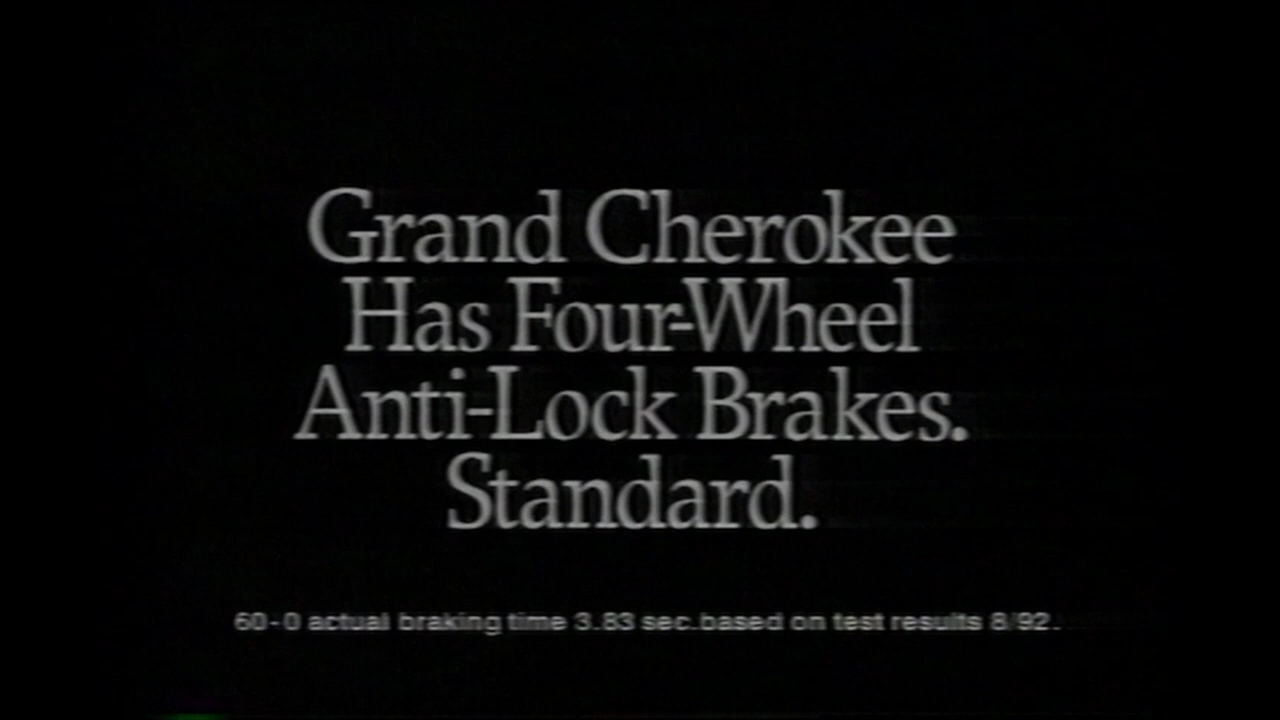 Grand Cherokee
Has Four-Wheel
Anti-Lock Brakes.
Standard.
60-0 actual braking time 3.83 sec.based on test results 8/92.